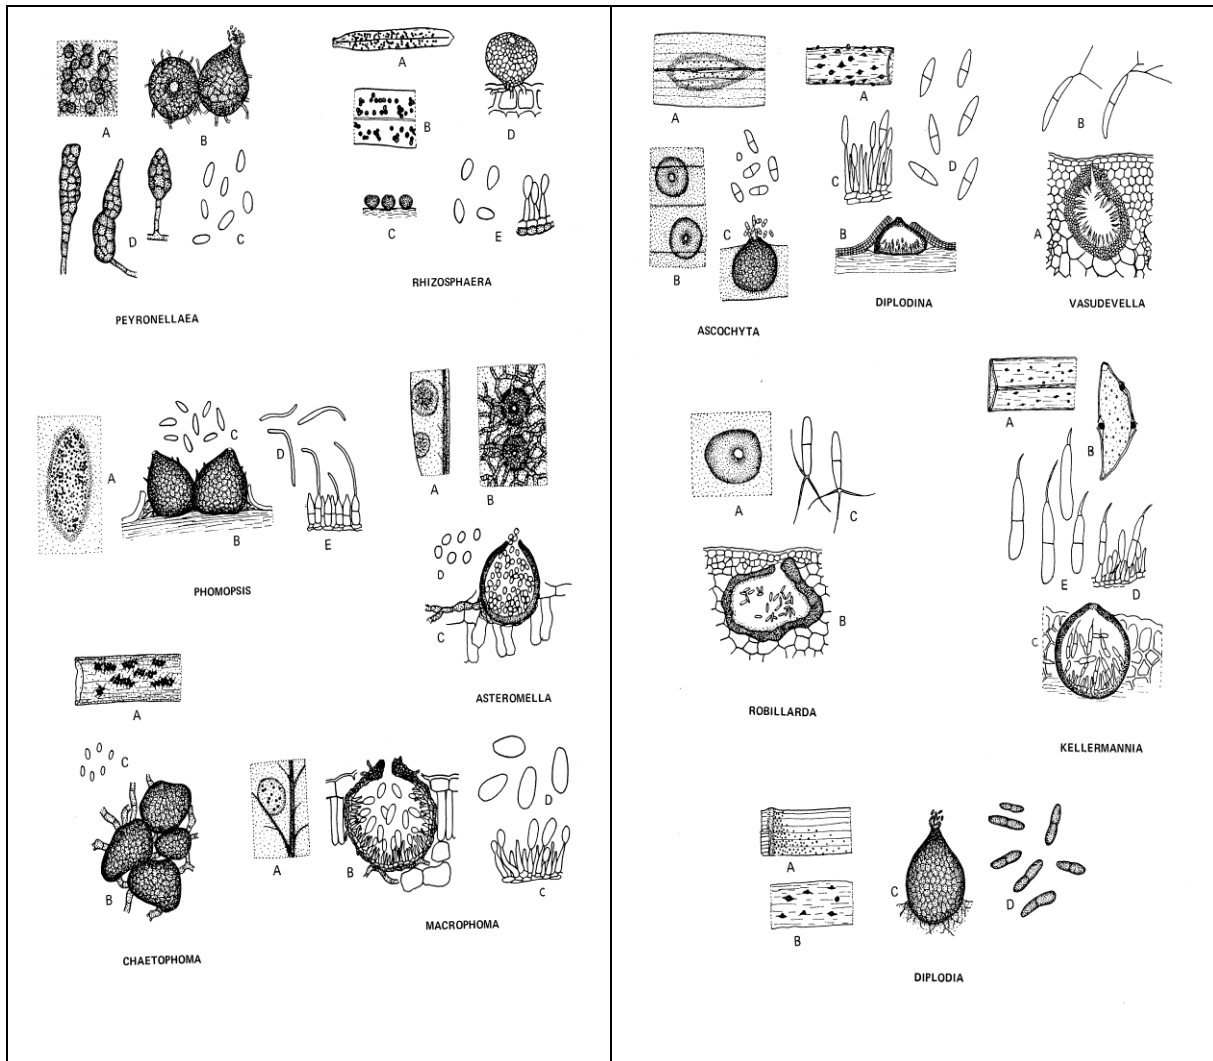 A
B
A
B
C
D
E
C
D
RHIZOSPHAERA
PEYRONELLAEA
A
B
C
D
E
PHOMOPSIS
A
B
D
C
ASTEROMELLA
A
C
B
CHAETOPHOMA
A
B
D
C
MACROPHOMA
A
B
D
C
ASCOCHYTA
A
C
D
B
DIPLODINA
B
A
VASUDEVELLA
A
C
B
ROBILLARDA
A
B
E
D
C
KELLERMANNIA
A
B
C
D
DIPLODIA